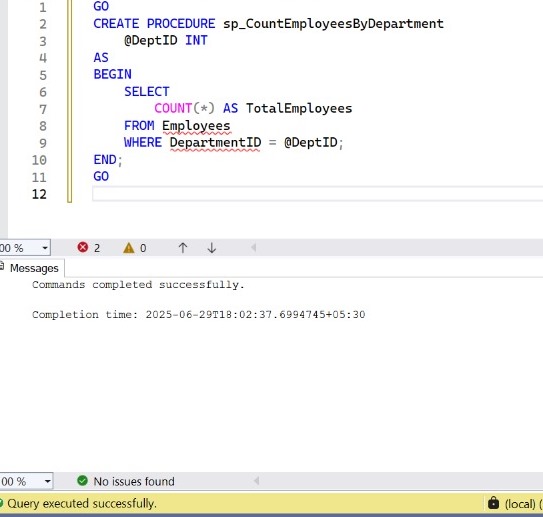 1 GO
2 CREATE PROCEDURE sp_CountEmployeesByDepartment
3 @DeptID INT
4 AS
5 BEGIN
6 SELECT
7 COUNT(*) AS TotalEmployees
8 FROM Employees
9 WHERE DepartmentID = @DeptID;
10 END;
11 GO
12
00 % 2 0
Messages
Commands completed successfully.
Completion time: 2025-06-29T18:02:37.6994745+05:30
00 % No issues found
Query executed successfully. (local) (